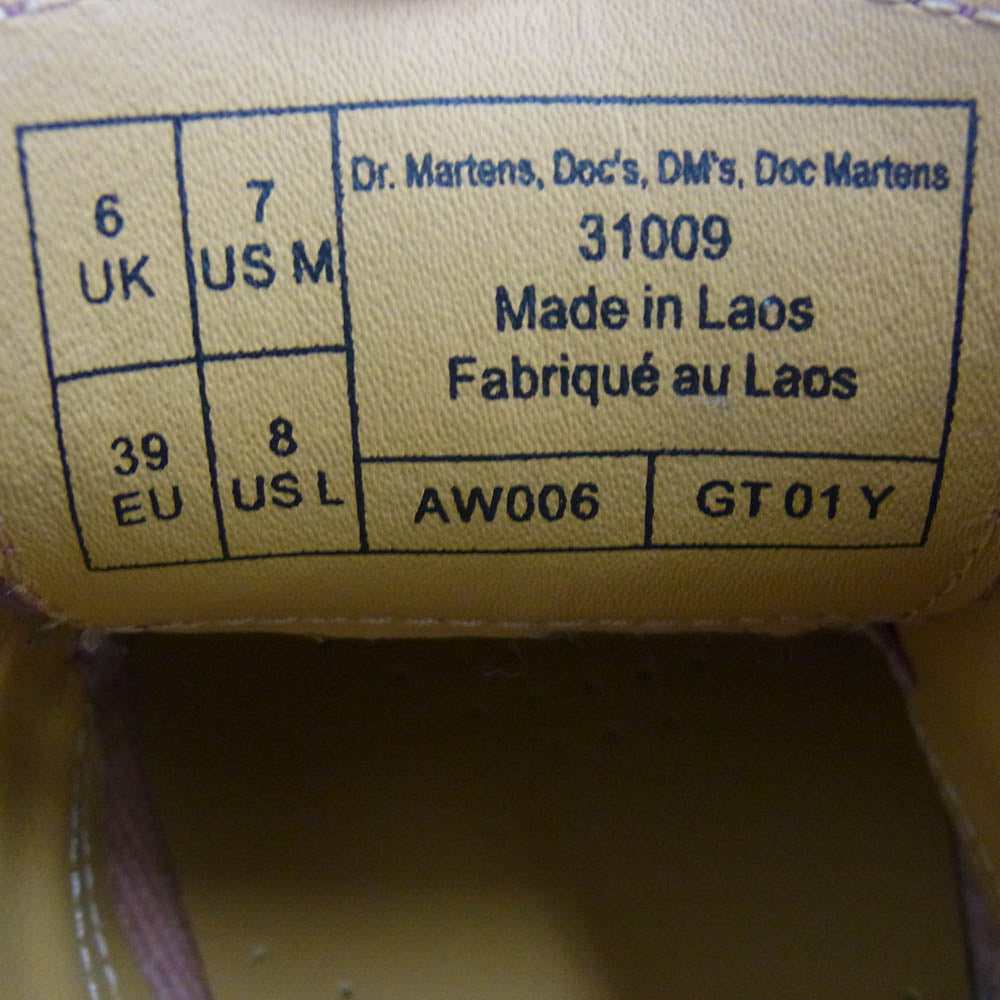 6
UK
7
US M
39
EU
8
US L
Dr. Martens, Doc's, DM's, Doc Martens
31009
Made in Laos
Fabriqué au Laos
AW006
GT 01 Y